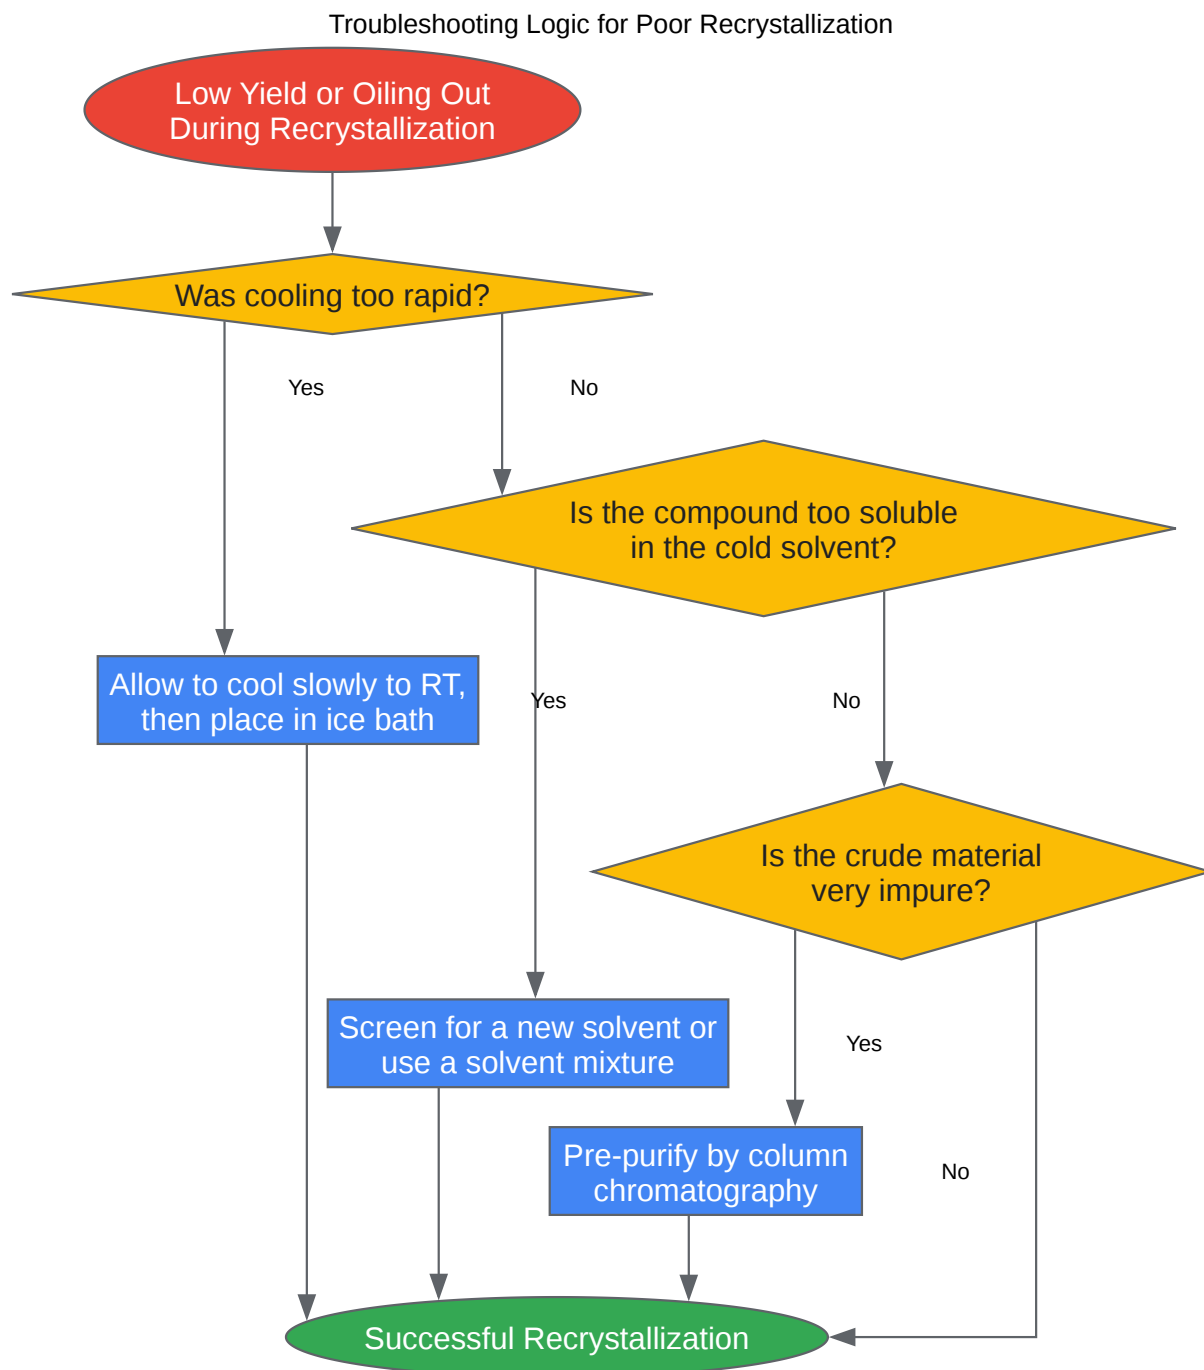 Troubleshooting Logic for Poor Recrystallization
Low Yield or Oiling Out
During Recrystallization
Was cooling too rapid?
Yes
No
Is the compound too soluble
in the cold solvent?
Allow to cool slowly to RT,
then place in ice bath
Yes
No
Is the crude material
very impure?
Screen for a new solvent or
use a solvent mixture
Yes
Pre-purify by column
chromatography
No
Successful Recrystallization